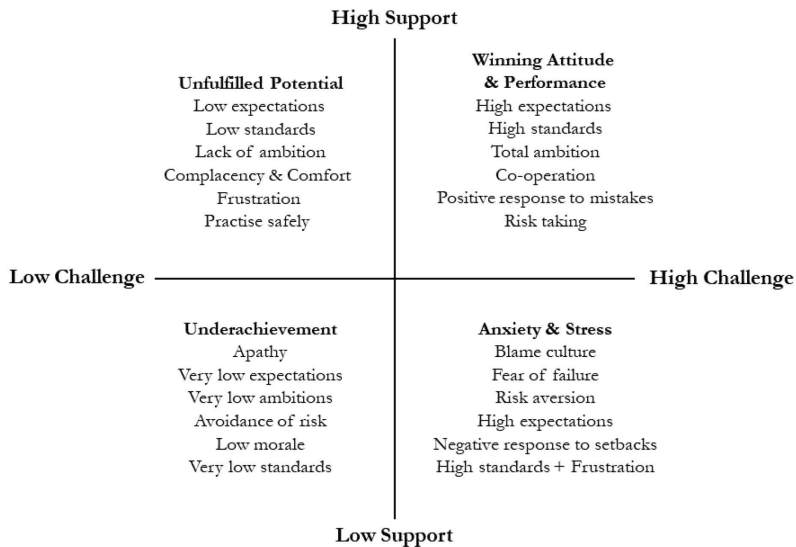 High Support
Unfulfilled Potential
Low expectations
Low standards
Lack of ambition
Complacency & Comfort
Frustration
Practise safely
Winning Attitude
& Performance
High expectations
High standards
Total ambition
Co-operation
Positive response to mistakes
Risk taking
Low Challenge
High Challenge
Underachievement
Apathy
Very low expectations
Very low ambitions
Avoidance of risk
Low morale
Very low standards
Anxiety & Stress
Blame culture
Fear of failure
Risk aversion
High expectations
Negative response to setbacks
High standards + Frustration
Low Support